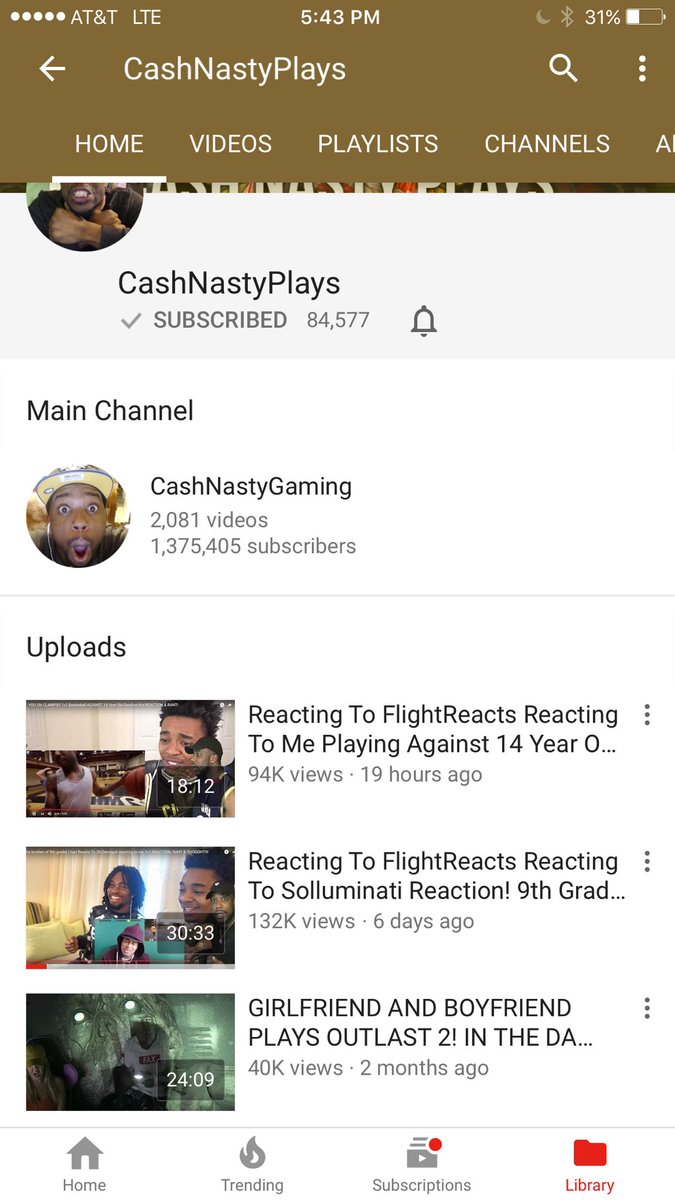 AT&T LTE 5:43 PM 31%
CashNastyPlays
HOME VIDEOS PLAYLISTS CHANNELS
CashNastyPlays
SUBSCRIBED 84,577
Main Channel
CashNastyGaming
2,081 videos
1,375,405 subscribers
Uploads
Reacting To FlightReacts Reacting
To Me Playing Against 14 Year O...
94K views · 19 hours ago
18:12
Reacting To FlightReacts Reacting
To Solluminati Reaction! 9th Grad...
132K views · 6 days ago
30:33
GIRLFRIEND AND BOYFRIEND
PLAYS OUTLAST 2! IN THE DA...
40K views · 2 months ago
24:09
Home Trending Subscriptions Library